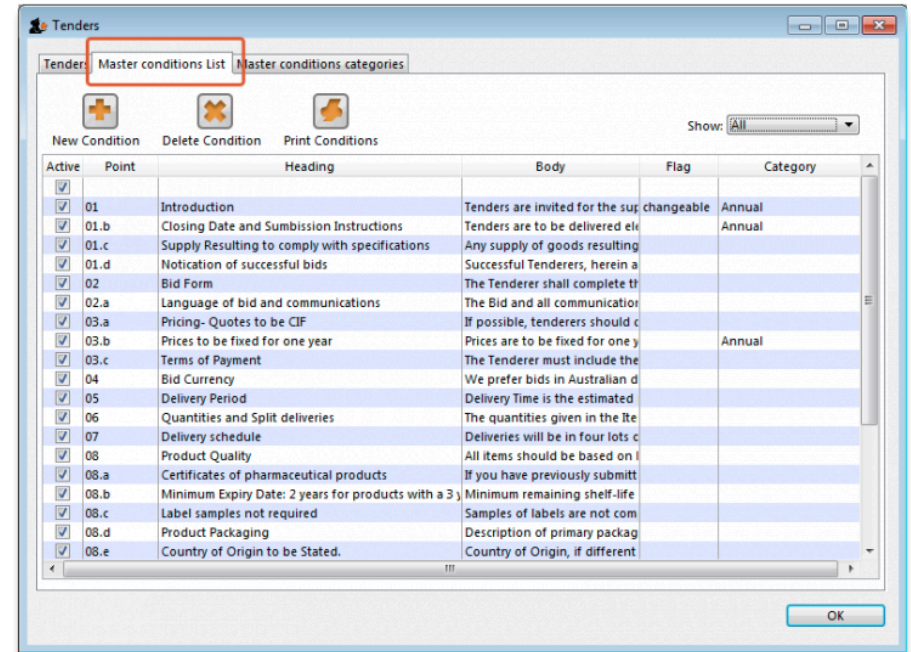 Tenders
Tenders Master conditions List Master conditions categories
New Condition Delete Condition Print Conditions Show: All
Active Point Heading Body Flag Category
01 Introduction Tenders are invited for the sup changeable Annual
01.b Closing Date and Sumbission Instructions Tenders are to be delivered ele Annual
01.c Supply Resulting to comply with specifications Any supply of goods resulting
01.d Notication of successful bids Successful Tenderers, herein a
02 Bid Form The Tenderer shall complete th
02.a Language of bid and communications The Bid and all communication
03.a Pricing- Quotes to be CIF If possible, tenderers should c
03.b Prices to be fixed for one year Prices are to be fixed for one y Annual
03.c Terms of Payment The Tenderer must include the
04 Bid Currency We prefer bids in Australian d
05 Delivery Period Delivery Time is the estimated
06 Quantities and Split deliveries The quantities given in the Ite
07 Delivery schedule Deliveries will be in four lots c
08 Product Quality All items should be based on I
08.a Certificates of pharmaceutical products If you have previously submitt
08.b Minimum Expiry Date: 2 years for products with a 3 y Minimum remaining shelf-life
08.c Label samples not required Samples of labels are not com
08.d Product Packaging Description of primary packag
08.e Country of Origin to be Stated. Country of Origin, if different
OK